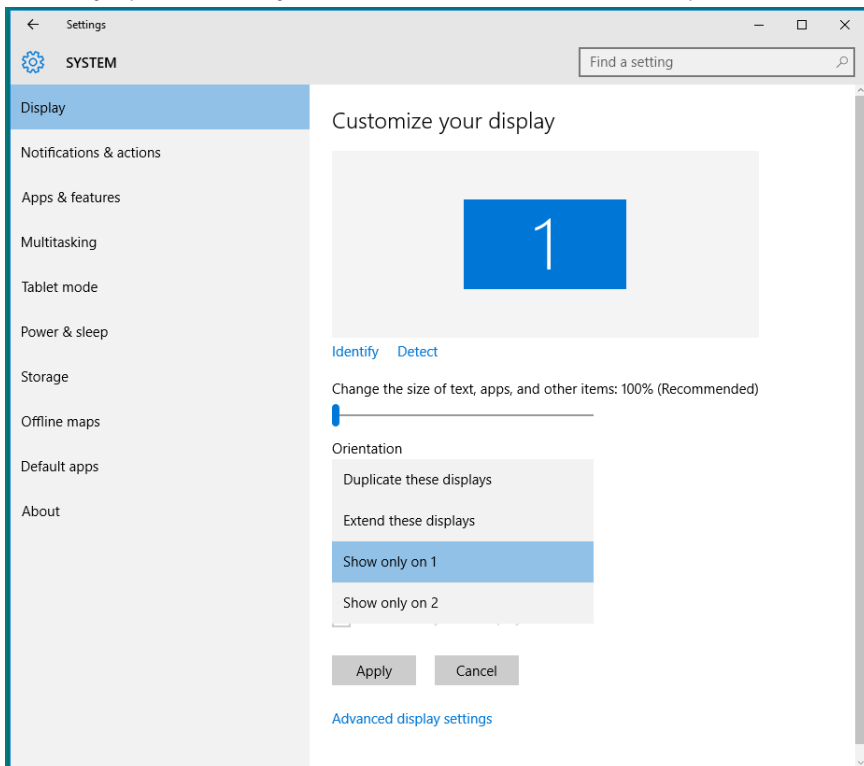 Settings
SYSTEM
Find a setting
Display
Notifications & actions
Apps & features
Multitasking
Tablet mode
Power & sleep
Storage
Offline maps
Default apps
About
Customize your display
1
Identify Detect
Change the size of text, apps, and other items: 100% (Recommended)
Orientation
Duplicate these displays
Extend these displays
Show only on 1
Show only on 2
Apply Cancel
Advanced display settings